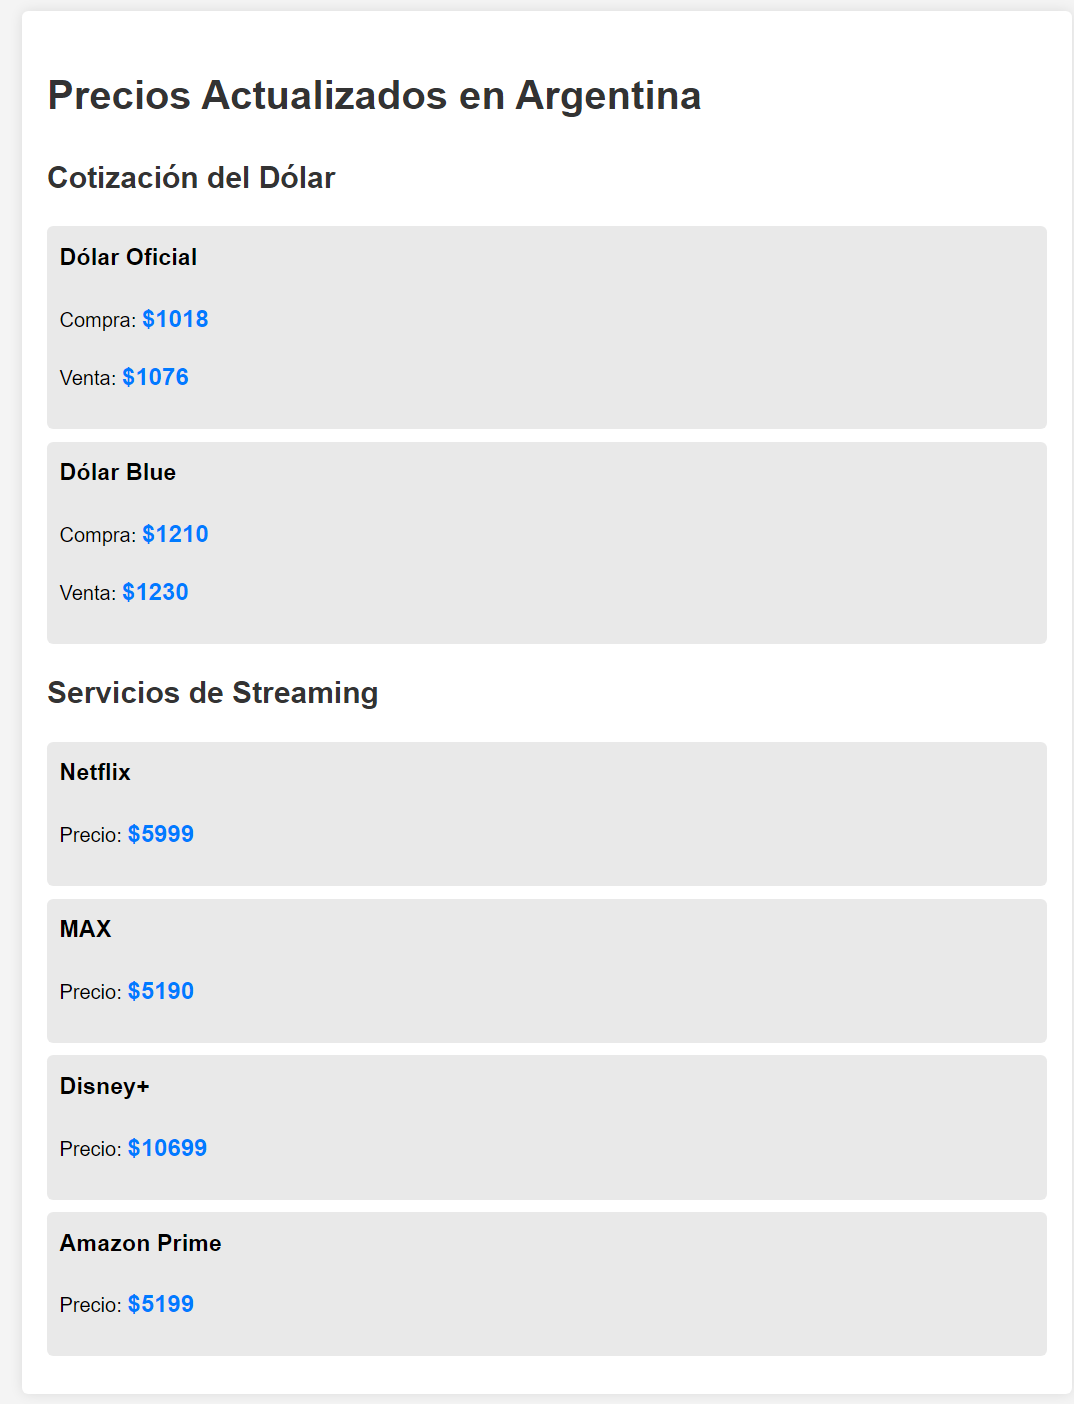 Precios Actualizados en Argentina
Cotización del Dólar
Dólar Oficial
Compra: $1018
Venta: $1076
Dólar Blue
Compra: $1210
Venta: $1230
Servicios de Streaming
Netflix
Precio: $5999
MAX
Precio: $5190
Disney+
Precio: $10699
Amazon Prime
Precio: $5199